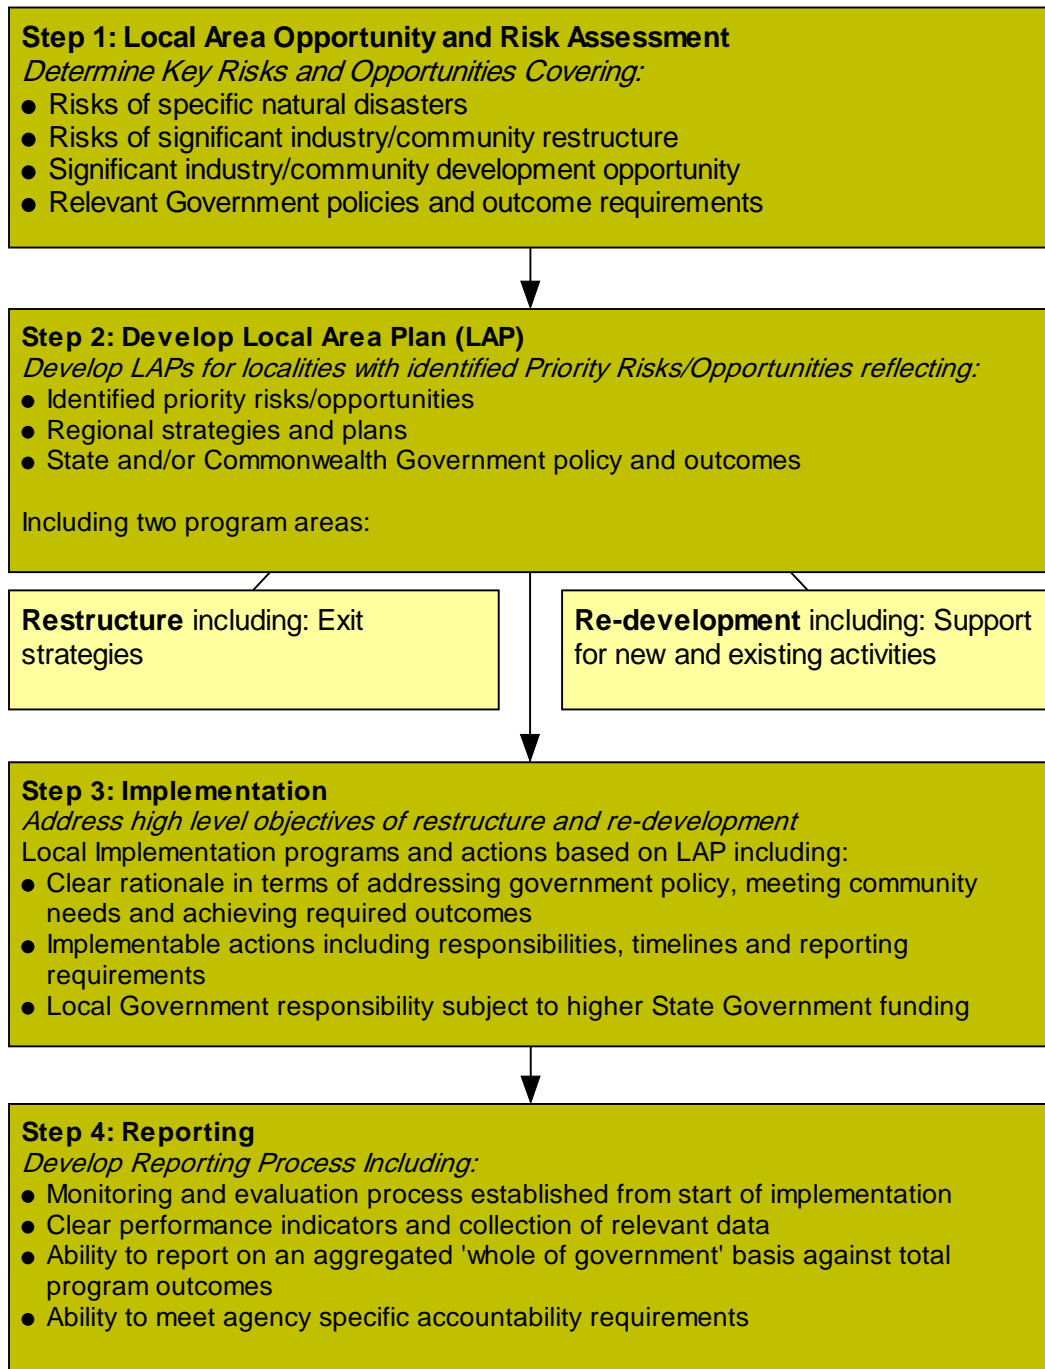 Step 1: Local Area Opportunity and Risk Assessment
Determine Key Risks and Opportunities Covering:
● Risks of specific natural disasters
● Risks of significant industry/community restructure
● Significant industry/community development opportunity
● Relevant Government policies and outcome requirements
Step 2: Develop Local Area Plan (LAP)
Develop LAPs for localities with identified Priority Risks/Opportunities reflecting:
● Identified priority risks/opportunities
● Regional strategies and plans
● State and/or Commonwealth Government policy and outcomes
Including two program areas:
Restructure including: Exit
strategies
Re-development including: Support
for new and existing activities
Step 3: Implementation
Address high level objectives of restructure and re-development
Local Implementation programs and actions based on LAP including:
● Clear rationale in terms of addressing government policy, meeting community
needs and achieving required outcomes
● Implementable actions including responsibilities, timelines and reporting
requirements
● Local Government responsibility subject to higher State Government funding
Step 4: Reporting
Develop Reporting Process Including:
● Monitoring and evaluation process established from start of implementation
● Clear performance indicators and collection of relevant data
● Ability to report on an aggregated 'whole of government' basis against total
program outcomes
● Ability to meet agency specific accountability requirements